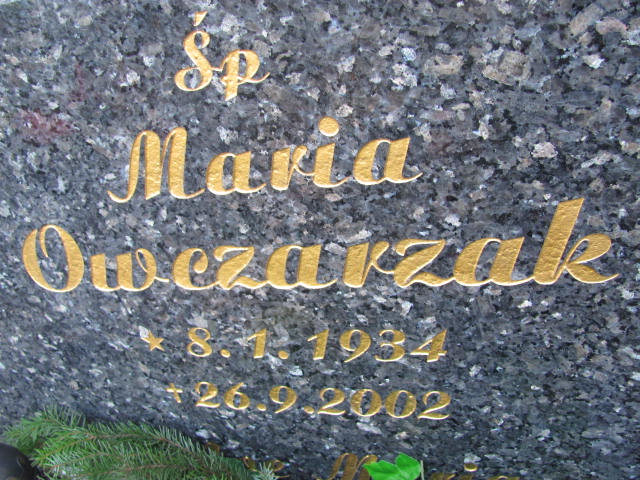 Śp
Maria
Owczarzak
* 8. 1. 1934
+ 26.9.2002